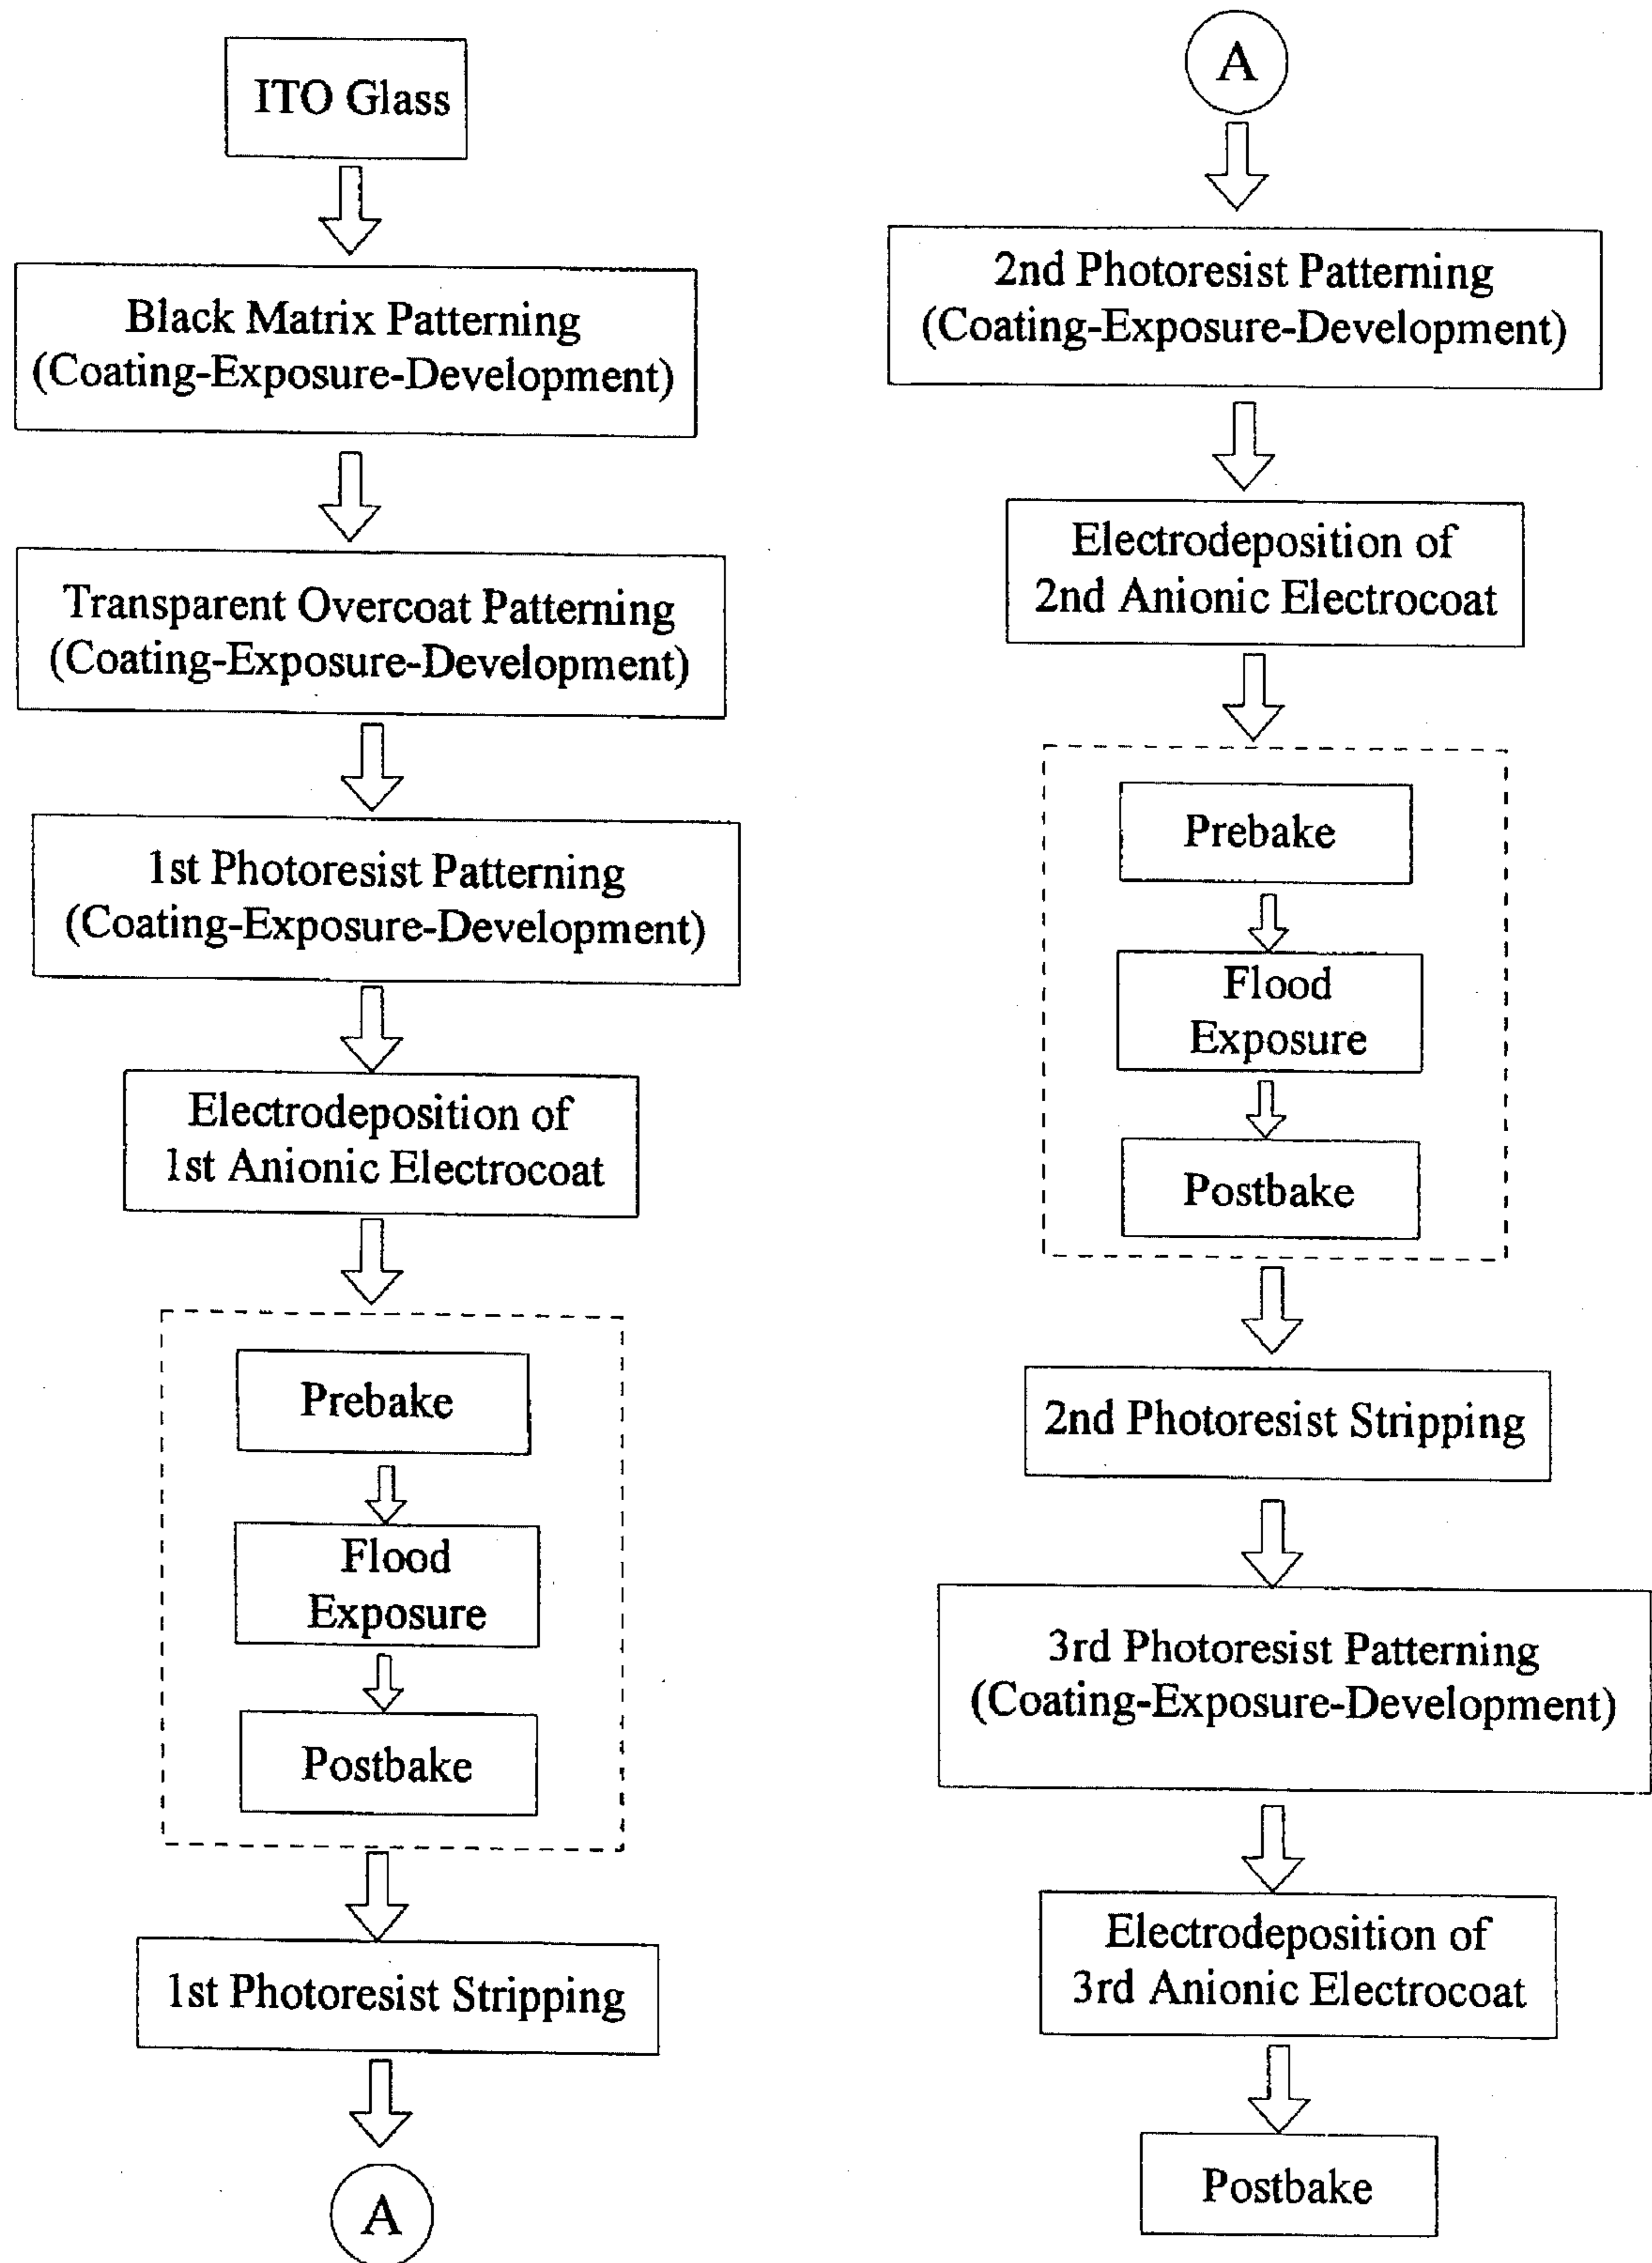 ITO Glass
Black Matrix Patterning
(Coating-Exposure-Development)
Transparent Overcoat Patterning
(Coating-Exposure-Development)
1st Photoresist Patterning
(Coating-Exposure-Development)
Electrodeposition of
1st Anionic Electrocoat
Prebake
Flood
Exposure
Postbake
1st Photoresist Stripping
A
A
2nd Photoresist Patterning
(Coating-Exposure-Development)
Electrodeposition of
2nd Anionic Electrocoat
Prebake
Flood
Exposure
Postbake
2nd Photoresist Stripping
3rd Photoresist Patterning
(Coating-Exposure-Development)
Electrodeposition of
3rd Anionic Electrocoat
Postbake